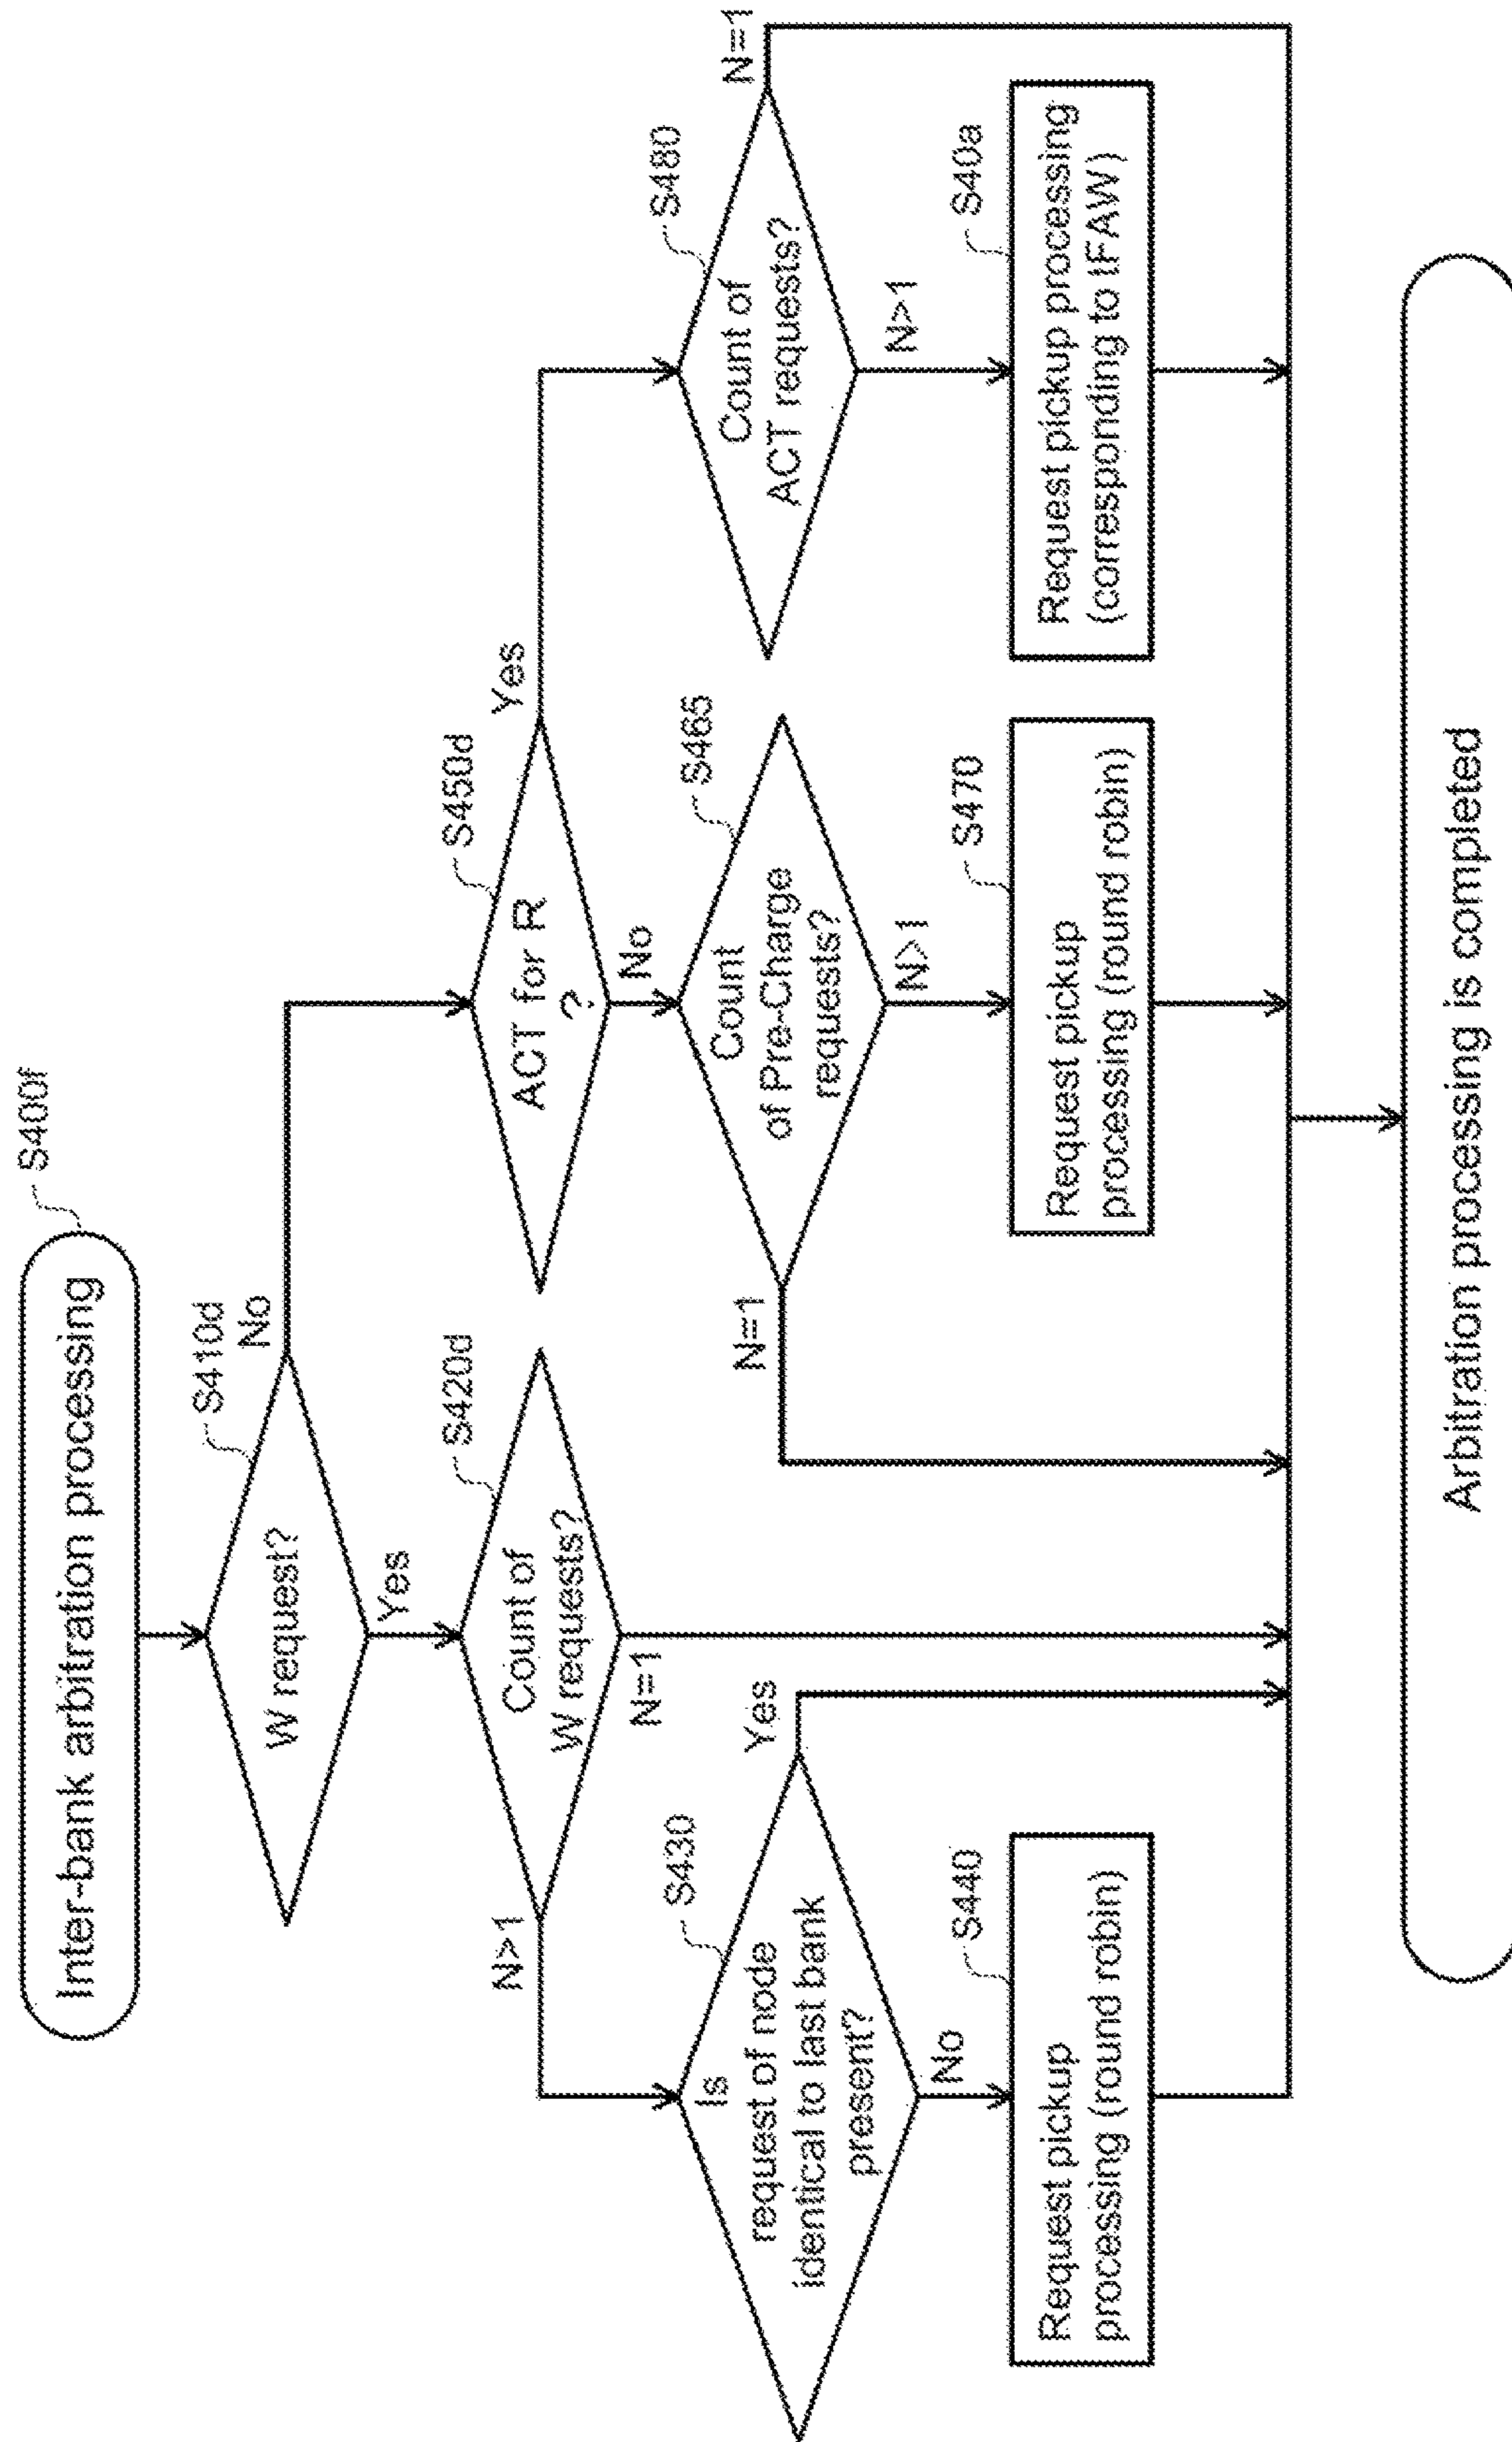 Inter-bank arbitration processing
S400f
S410d
W request?
No
Yes
S420d
Count of
W requests?
N>1
N=1
S450d
ACT for R
?
Yes
No
S430
Is
request of node
identical to last bank
present?
Yes
No
S465
Count
of Pre-Charge
requests?
N=1
N>1
S480
Count of
ACT requests?
N=1
N>1
S440
Request pickup
processing (round robin)
S470
Request pickup
processing (round robin)
S40a
Request pickup processing
(corresponding to tFAW)
Arbitration processing is completed